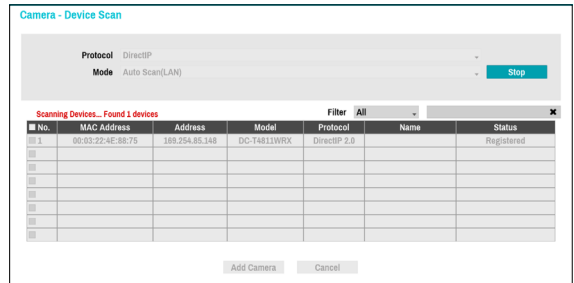 Camera - Device Scan
Protocol DirectIP
Mode Auto Scan(LAN) Stop
Scanning Devices... Found 1 devices Filter All
No. MAC Address Address Model Protocol Name Status
1 00:03:22:4E:88:75 169.254.85.148 DC-T4811WRX DirectIP 2.0 Registered
Add Camera Cancel